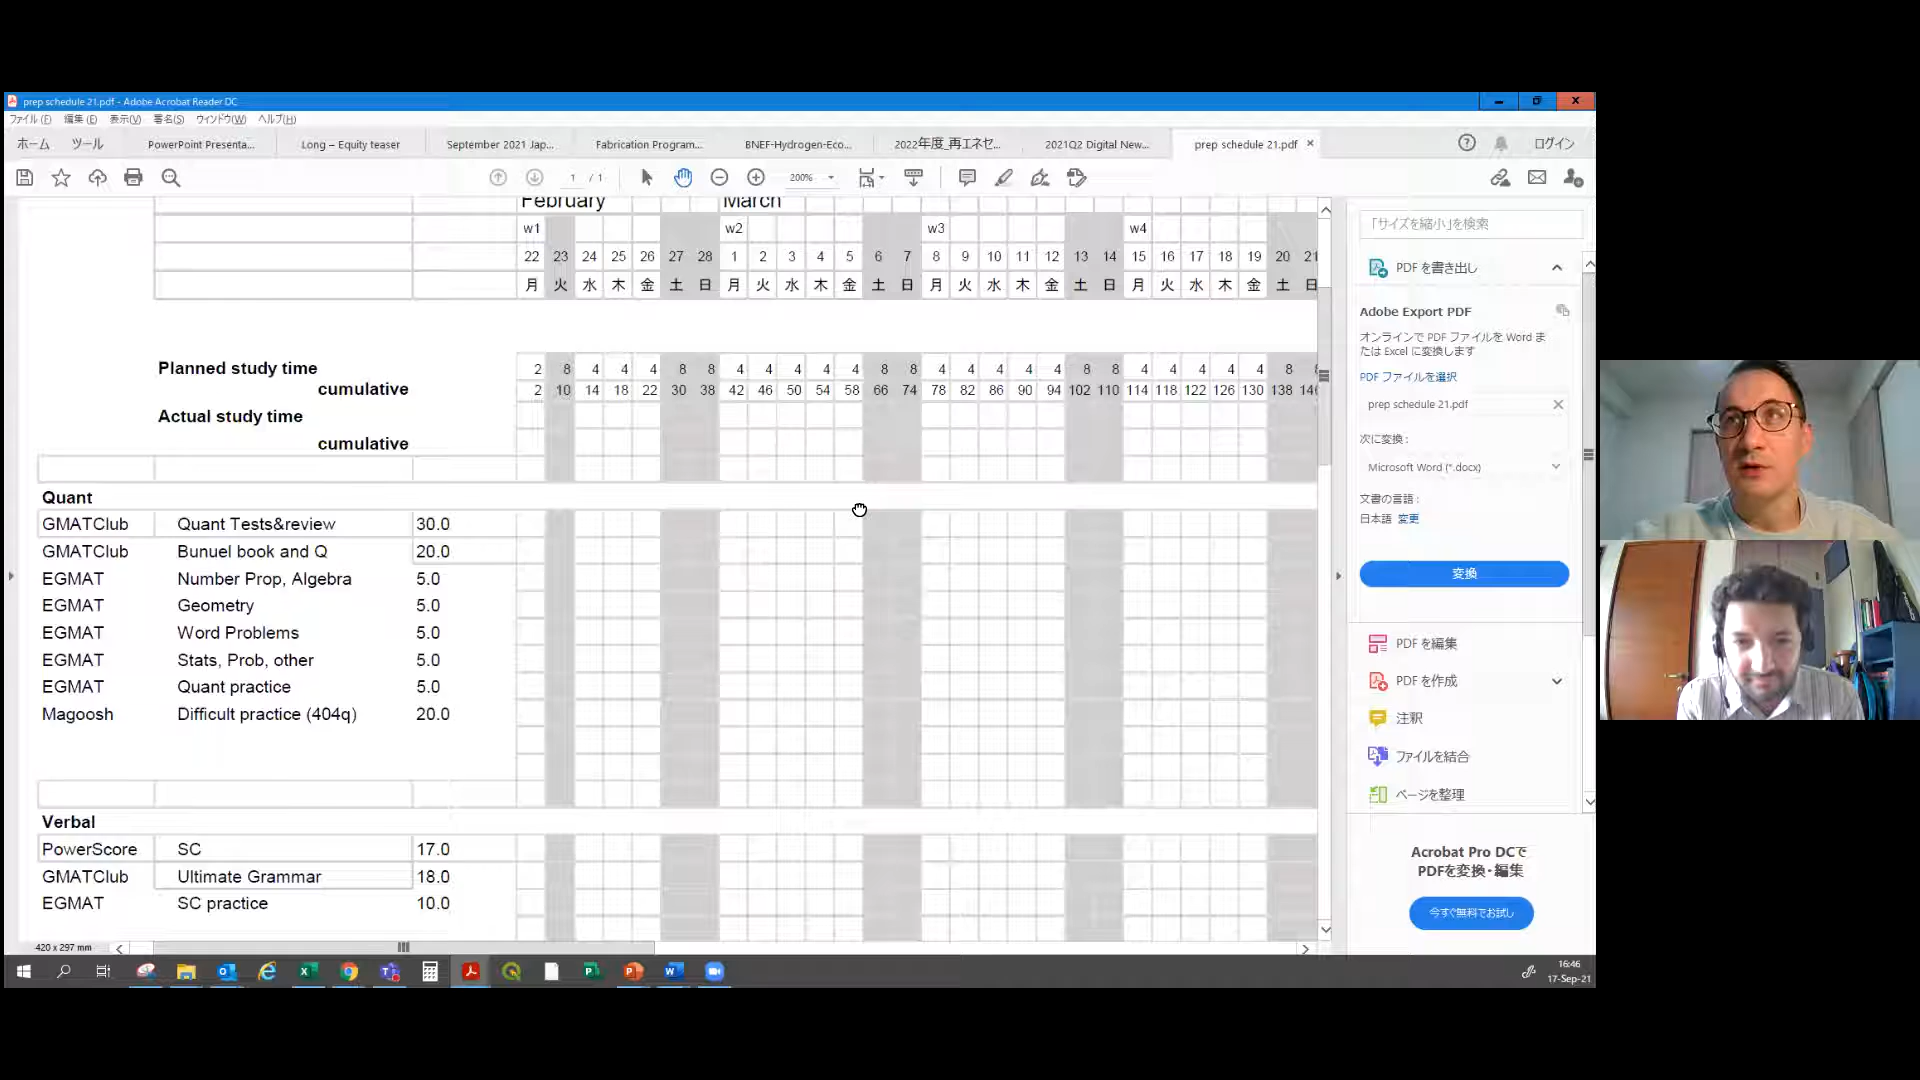 prep schedule 21.pdf - Adobe Acrobat Reader DC
ファイル(F) 編集(E) 表示(V) 署名(S) ウィンドウ(W) ヘルプ(H)
ホーム ツール PowerPoint Presenta... Long – Equity teaser September 2021 Jap... Fabrication Program... BNEF-Hydrogen-Eco... 2022年度_再エネセ... 2021Q2 Digital New... prep schedule 21.pdf × ログイン
1 / 1 200%
February March
w1 w2 w3 w4
22 23 24 25 26 27 28 1 2 3 4 5 6 7 8 9 10 11 12 13 14 15 16 17 18 19 20 21
月 火 水 木 金 土 日 月 火 水 木 金 土 日 月 火 水 木 金 土 日 月 火 水 木 金 土 日
Planned study time 2 8 4 4 4 8 8 4 4 4 4 4 8 8 4 4 4 4 4 8 8 4 4 4 4 4 8
cumulative 2 10 14 18 22 30 38 42 46 50 54 58 66 74 78 82 86 90 94 102 110 114 118 122 126 130 138
Actual study time
cumulative
Quant
GMATClub Quant Tests&review 30.0
GMATClub Bunuel book and Q 20.0
EGMAT Number Prop, Algebra 5.0
EGMAT Geometry 5.0
EGMAT Word Problems 5.0
EGMAT Stats, Prob, other 5.0
EGMAT Quant practice 5.0
Magoosh Difficult practice (404q) 20.0
Verbal
PowerScore SC 17.0
GMATClub Ultimate Grammar 18.0
EGMAT SC practice 10.0
420 x 297 mm
「サイズを縮小」を検索
PDF を書き出し
Adobe Export PDF
オンラインで PDF ファイルを Word ま
たは Excel に変換します
PDF ファイルを選択
prep schedule 21.pdf
次に変換 :
Microsoft Word (*.docx)
文書の言語 :
日本語 変更
変換
PDF を編集
PDF を作成
注釈
ファイルを結合
ページを整理
Acrobat Pro DCで
PDFを変換・編集
今すぐ無料でお試し
16:46
17-Sep-21